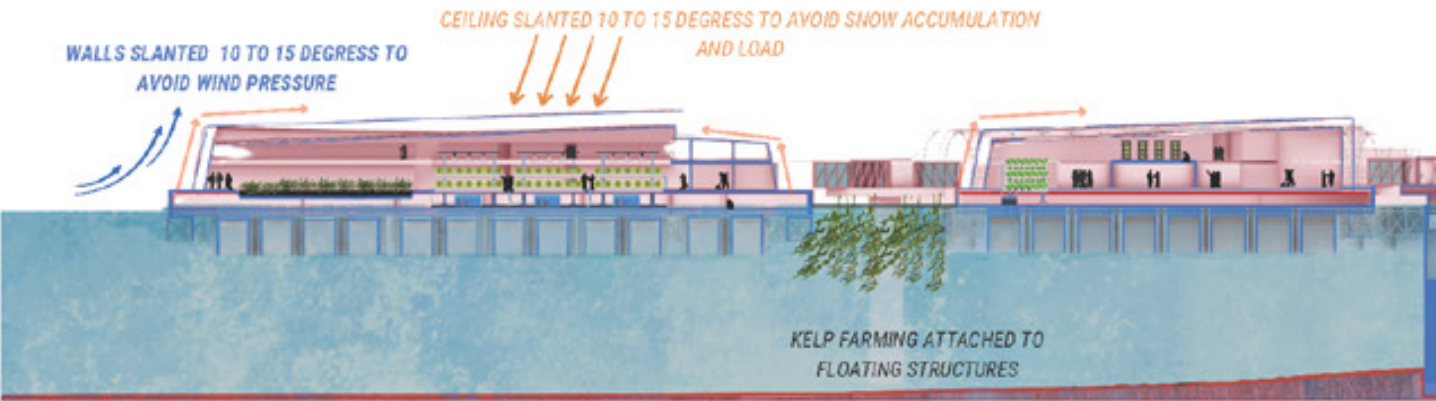 CEILING SLANTED 10 TO 15 DEGREE TO AVOID SNOW ACCUMULATION
AND LOAD
WALLS SLANTED 10 TO 15 DEGRESS TO
AVOID WIND PRESSURE
KELP FARMING ATTACHED TO
FLOATING STRUCTURES